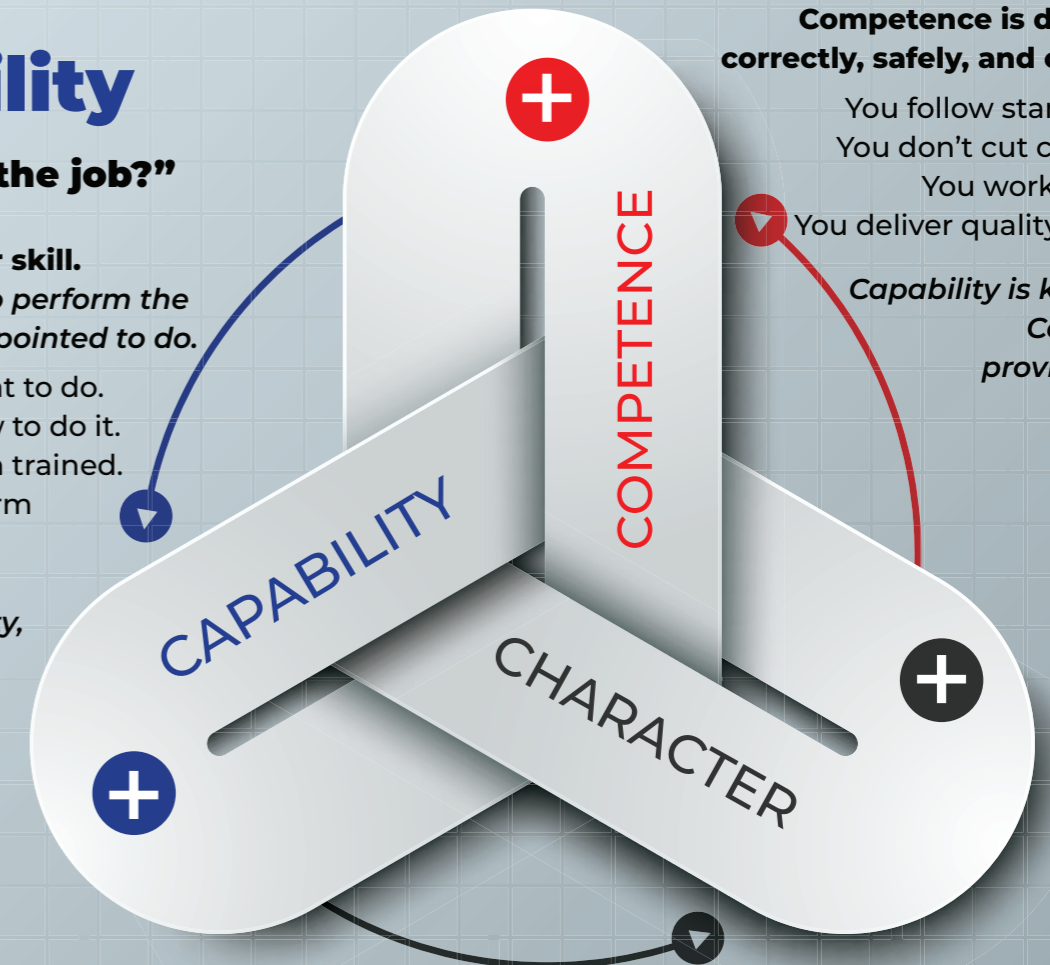 ility
the job?”
r skill.
o perform the
pointed to do.
t to do.
to do it.
trained.
rm
y,
Competence is d
correctly, safely, and
You follow star
You don’t cut c
You work
You deliver quality
Capability is k
Co
provi
COMPETENCE
CAPABILITY
CHARACTER